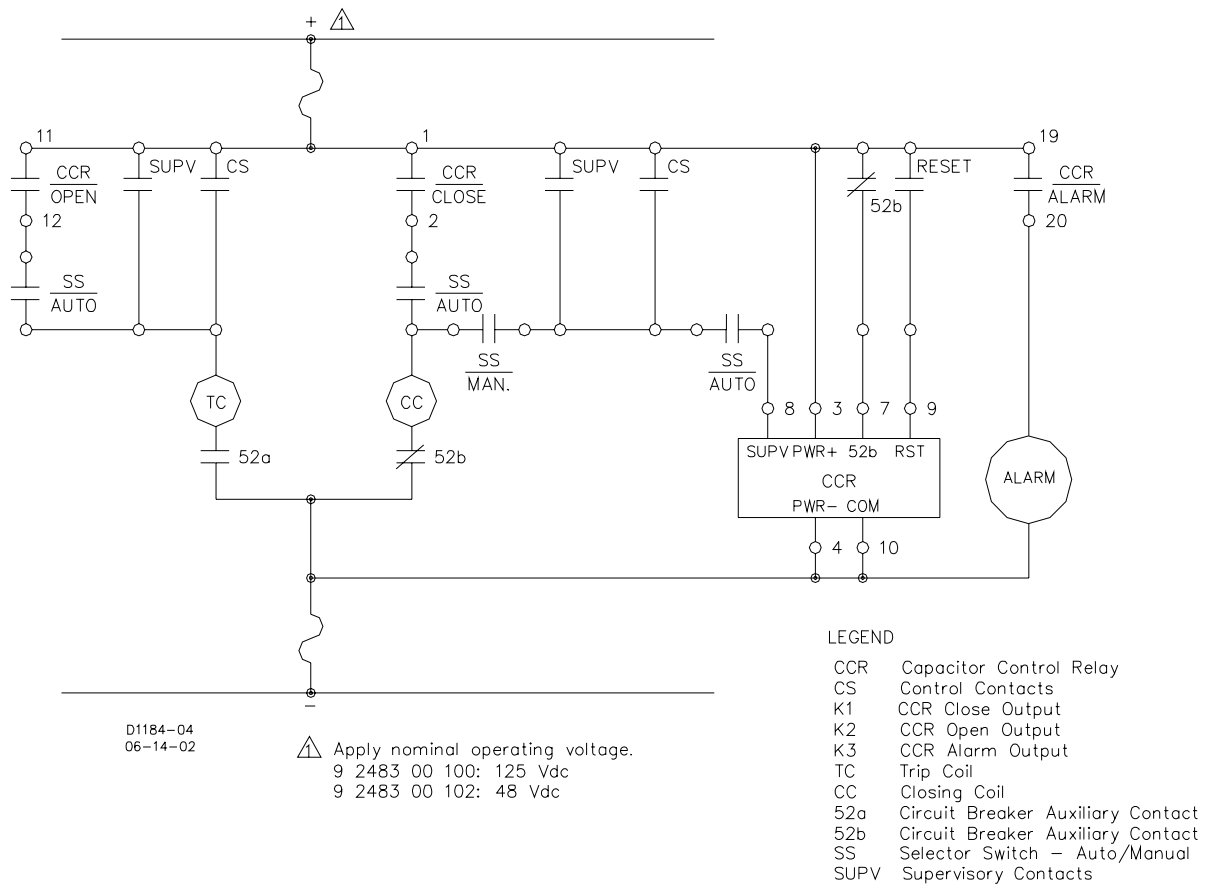 + 1
11
1
19
SUPV
CS
SUPV
CS
RESET
CCR
OPEN
CCR
CLOSE
CCR
ALARM
52b
12
2
20
SS
AUTO
SS
AUTO
SS
MAN.
SS
AUTO
TC
CC
8
3
7
9
52a
52b
SUPV PWR+ 52b RST
CCR
PWR- COM
ALARM
4
10
−
D1184-04
06-14-02
1 Apply nominal operating voltage.
9 2483 00 100: 125 Vdc
9 2483 00 102: 48 Vdc
LEGEND
CCR Capacitor Control Relay
CS Control Contacts
K1 CCR Close Output
K2 CCR Open Output
K3 CCR Alarm Output
TC Trip Coil
CC Closing Coil
52a Circuit Breaker Auxiliary Contact
52b Circuit Breaker Auxiliary Contact
SS Selector Switch - Auto/Manual
SUPV Supervisory Contacts